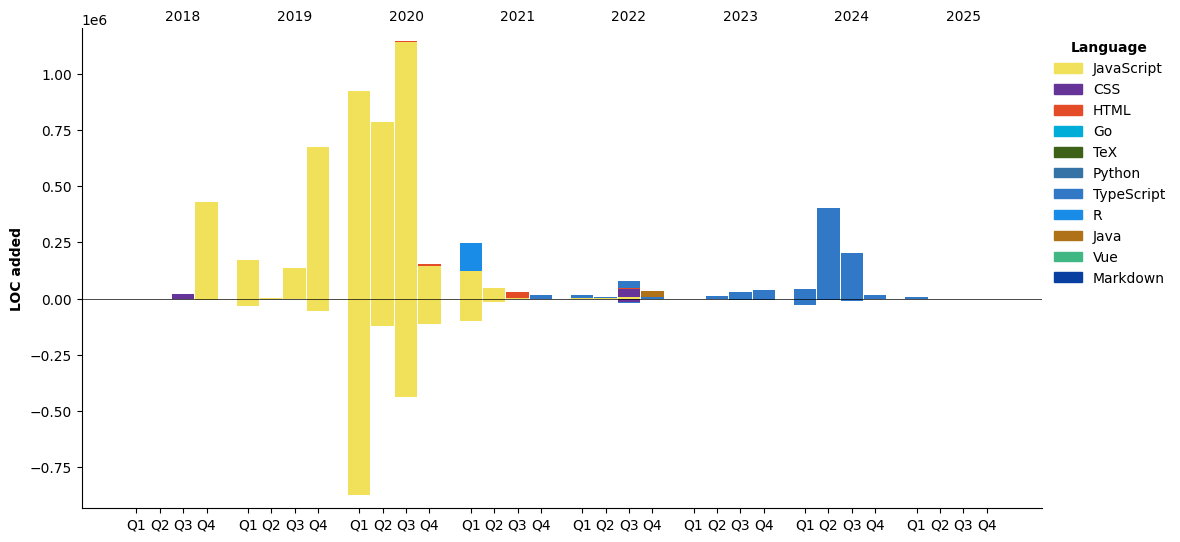 2018 2019 2020 2021 2022 2023 2024 2025
1e6
LOC added
1.00
0.75
0.50
0.25
0.00
−0.25
−0.50
−0.75
Q1 Q2 Q3 Q4 Q1 Q2 Q3 Q4 Q1 Q2 Q3 Q4 Q1 Q2 Q3 Q4 Q1 Q2 Q3 Q4 Q1 Q2 Q3 Q4 Q1 Q2 Q3 Q4 Q1 Q2 Q3 Q4
Language
JavaScript
CSS
HTML
Go
TeX
Python
TypeScript
R
Java
Vue
Markdown